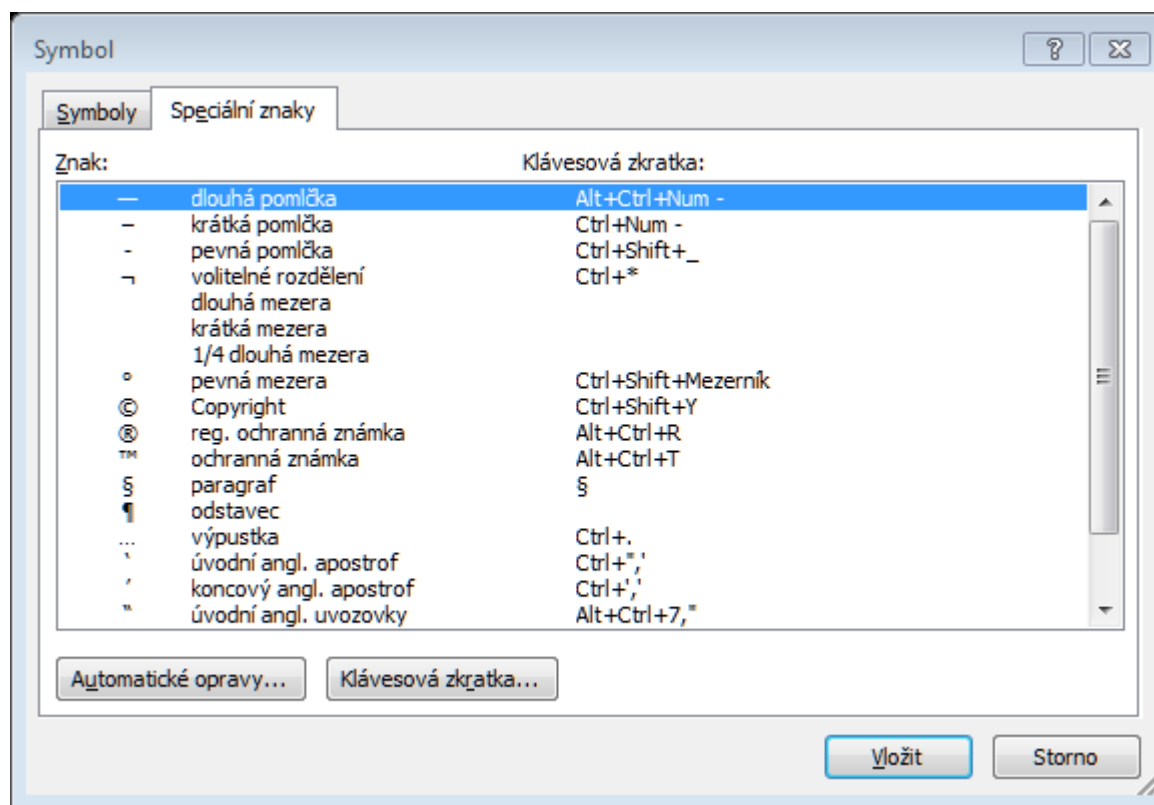 Symbol
Symboly Speciální znaky
Znak: Klávesová zkratka:
— dlouhá pomlčka Alt+Ctrl+Num -
– krátká pomlčka Ctrl+Num -
- pevná pomlčka Ctrl+Shift+_
¬ volitelné rozdělení Ctrl+*
dlouhá mezera
krátká mezera
1/4 dlouhá mezera
° pevná mezera Ctrl+Shift+Mezerník
© Copyright Ctrl+Shift+Y
® reg. ochranná známka Alt+Ctrl+R
™ ochranná známka Alt+Ctrl+T
§ paragraf §
¶ odstavec
… výpustka Ctrl+.
‘ úvodní angl. apostrof Ctrl+",'
’ koncový angl. apostrof Ctrl+','
“ úvodní angl. uvozovky Alt+Ctrl+7,"
Automatické opravy... Klávesová zkratka...
Vložit Storno